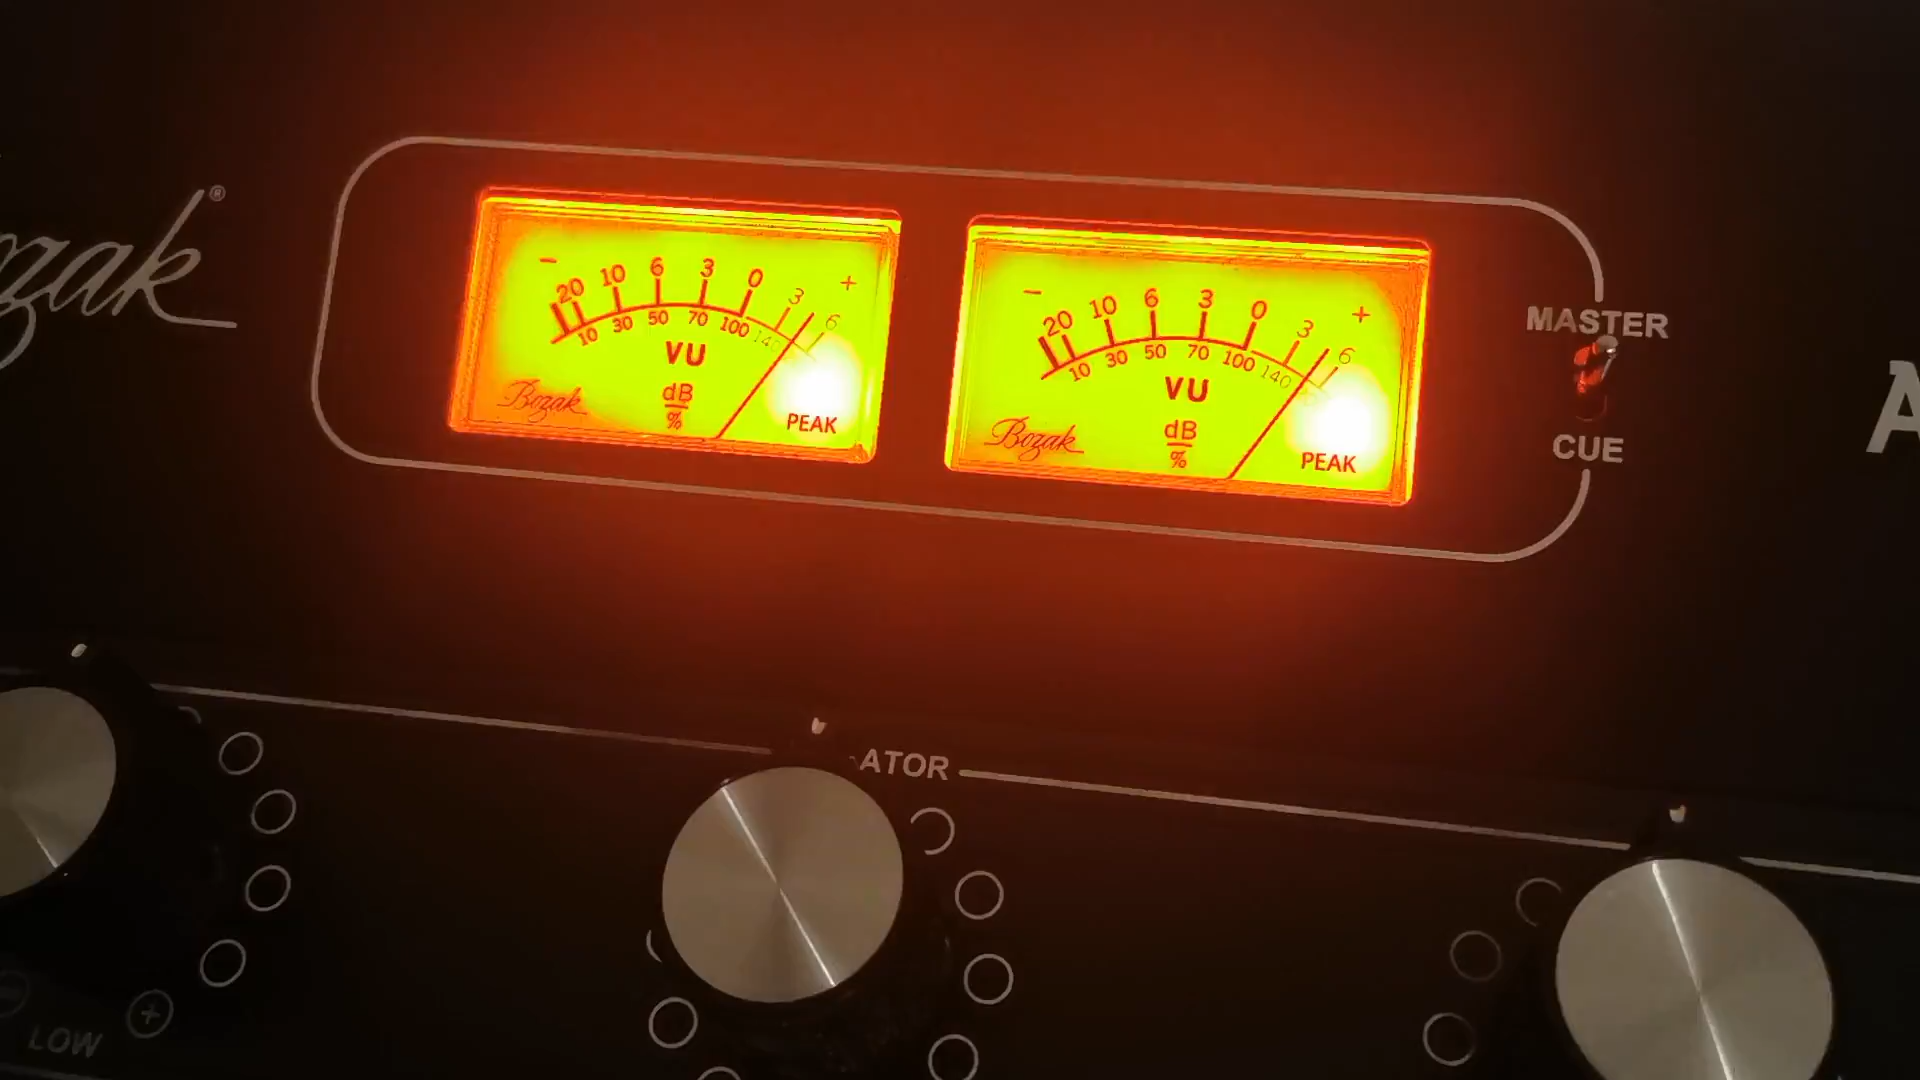 Bozak®
- 20 10 6 3 0 3 6 +
10 30 50 70 100 140
VU
dB
%
Bozak
PEAK
- 20 10 6 3 0 3 6 +
10 30 50 70 100 140
VU
dB
%
Bozak
PEAK
MASTER
CUE
A
ATOR
+
LOW